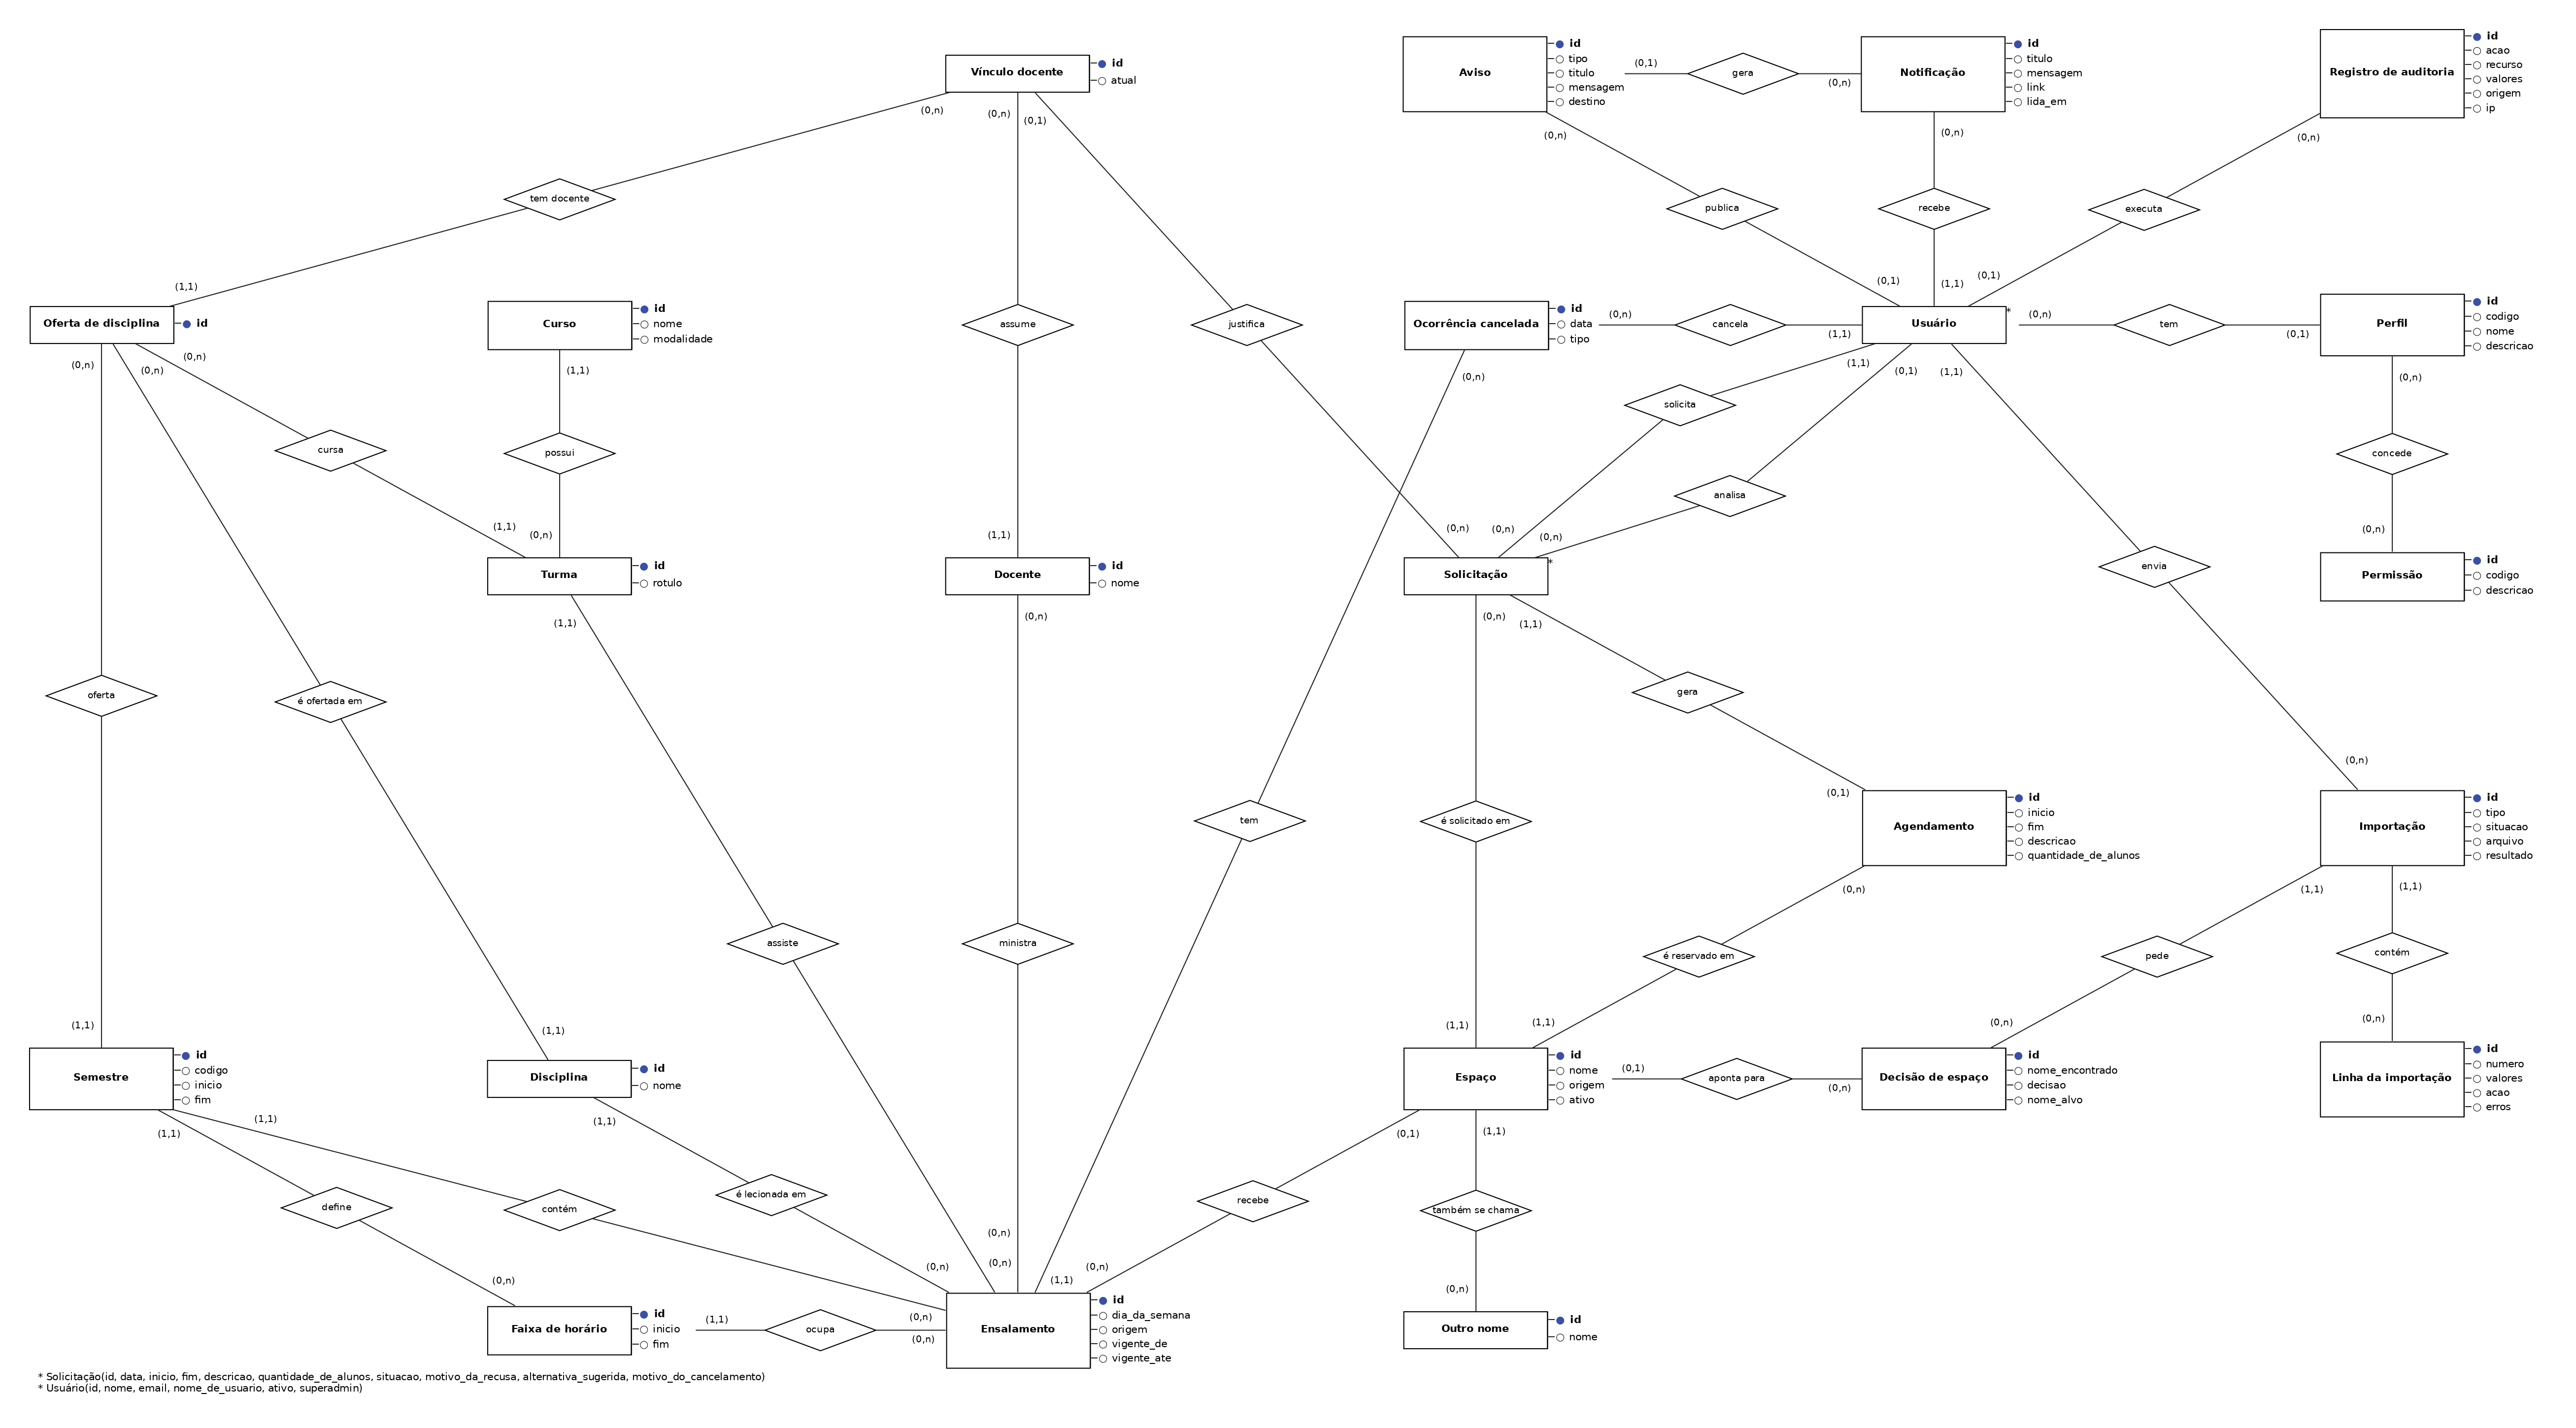 Vínculo docente
id
atual
Aviso
id
tipo
titulo
mensagem
destino
(0,1)
gera
(0,n)
Notificação
id
titulo
mensagem
link
lida_em
Registro de auditoria
id
acao
recurso
valores
origem
ip
(0,n)
(0,n)
(0,1)
(0,n)
(0,n)
(0,n)
tem docente
publica
recebe
executa
(1,1)
(0,1)
(1,1)
(0,1)
Oferta de disciplina
id
Curso
id
nome
modalidade
assume
justifica
Ocorrência cancelada
id
data
tipo
(0,n)
cancela
(1,1)
Usuário
*
(0,n)
tem
(0,1)
Perfil
id
codigo
nome
descricao
(0,n)
(0,n)
(0,n)
(1,1)
(0,n)
(1,1)
(0,1)
(1,1)
(0,n)
solicita
cursa
possui
analisa
concede
(1,1)
(0,n)
(1,1)
(0,n)
(0,n)
(0,n)
(0,n)
Turma
id
rotulo
Docente
id
nome
Solicitação
*
envia
Permissão
id
codigo
descricao
(1,1)
(0,n)
(0,n)
(1,1)
oferta
é ofertada em
gera
(0,n)
(0,1)
tem
é solicitado em
Agendamento
id
inicio
fim
descricao
quantidade_de_alunos
Importação
id
tipo
situacao
arquivo
resultado
(0,n)
(1,1)
(1,1)
assiste
ministra
é reservado em
pede
contém
(1,1)
(1,1)
(1,1)
(1,1)
(0,n)
(0,n)
Semestre
id
codigo
inicio
fim
Disciplina
id
nome
Espaço
id
nome
origem
ativo
(0,1)
aponta para
(0,n)
Decisão de espaço
id
nome_encontrado
decisao
nome_alvo
Linha da importação
id
numero
valores
acao
erros
(1,1)
(1,1)
(1,1)
(0,1)
(1,1)
define
contém
é lecionada em
recebe
também se chama
(0,n)
(0,n)
(0,n)
(0,n)
(1,1)
(0,n)
(0,n)
Faixa de horário
id
inicio
fim
(1,1)
ocupa
(0,n)
(0,n)
Ensalamento
id
dia_da_semana
origem
vigente_de
vigente_ate
Outro nome
id
nome
* Solicitação(id, data, inicio, fim, descricao, quantidade_de_alunos, situacao, motivo_da_recusa, alternativa_sugerida, motivo_do_cancelamento)
* Usuário(id, nome, email, nome_de_usuario, ativo, superadmin)